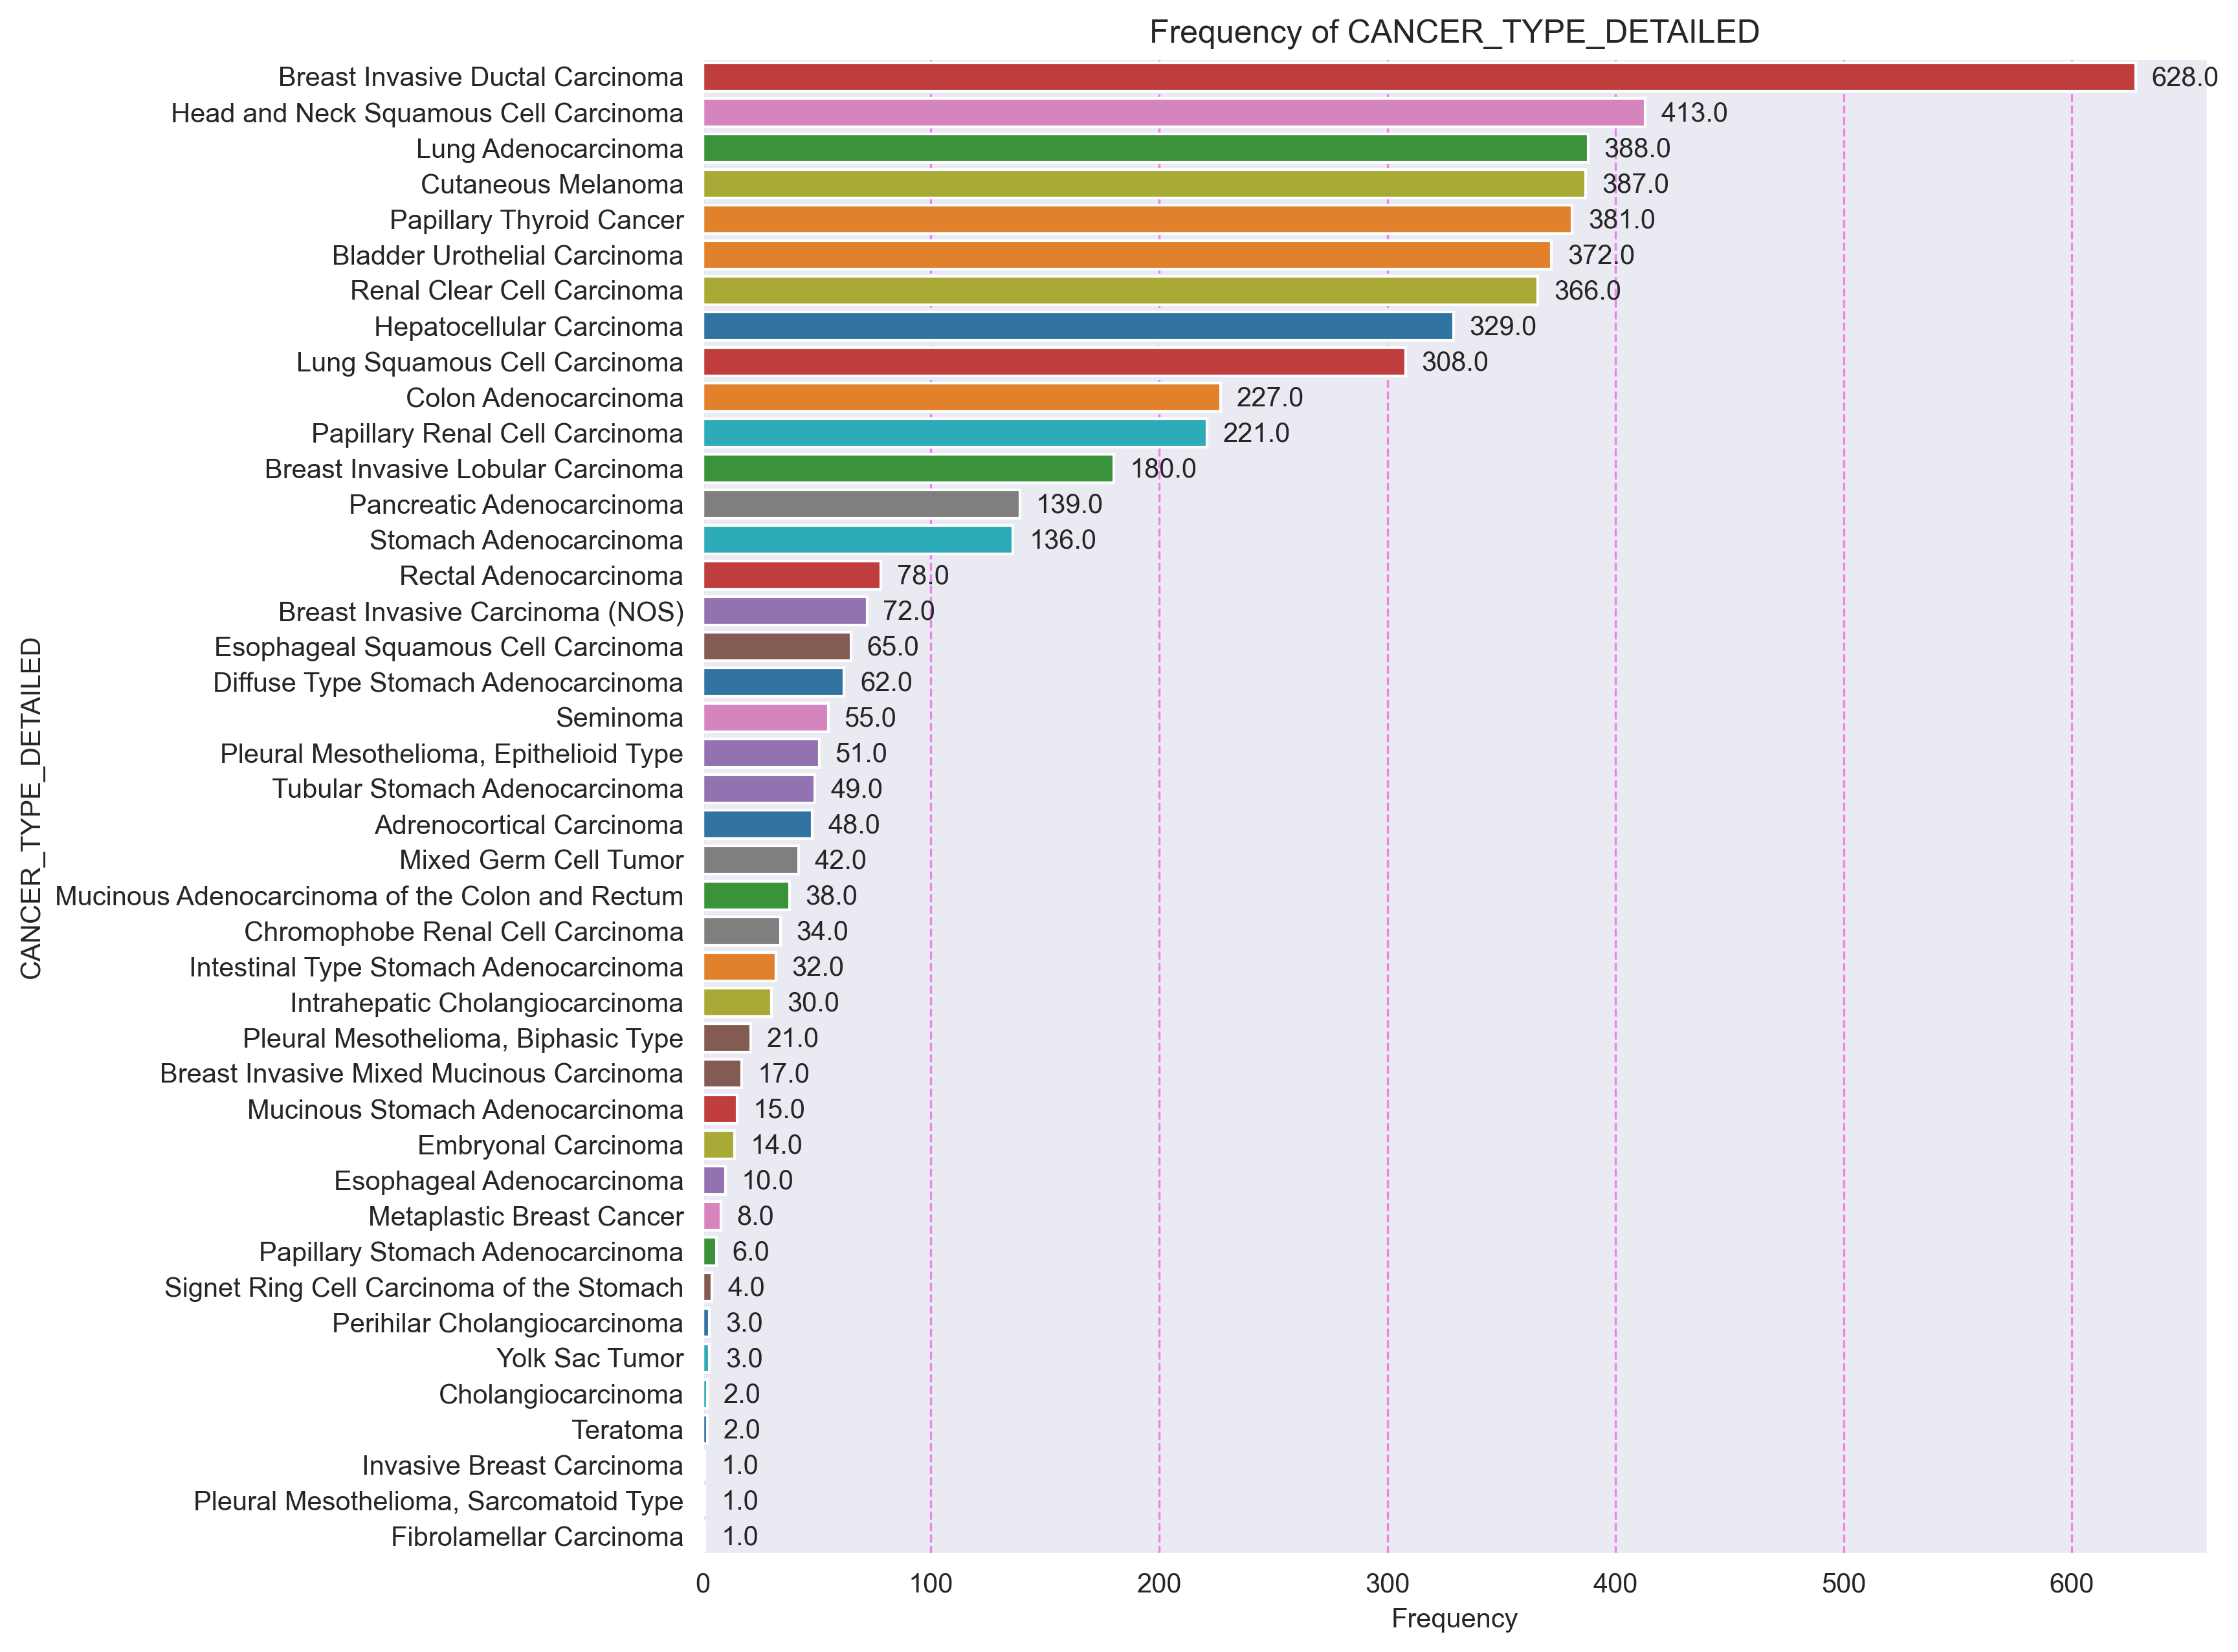 Frequency of CANCER_TYPE_DETAILED
Breast Invasive Ductal Carcinoma 628.0
Head and Neck Squamous Cell Carcinoma 413.0
Lung Adenocarcinoma 388.0
Cutaneous Melanoma 387.0
Papillary Thyroid Cancer 381.0
Bladder Urothelial Carcinoma 372.0
Renal Clear Cell Carcinoma 366.0
Hepatocellular Carcinoma 329.0
Lung Squamous Cell Carcinoma 308.0
Colon Adenocarcinoma 227.0
Papillary Renal Cell Carcinoma 221.0
Breast Invasive Lobular Carcinoma 180.0
Pancreatic Adenocarcinoma 139.0
Stomach Adenocarcinoma 136.0
Rectal Adenocarcinoma 78.0
Breast Invasive Carcinoma (NOS) 72.0
Esophageal Squamous Cell Carcinoma 65.0
Diffuse Type Stomach Adenocarcinoma 62.0
Seminoma 55.0
Pleural Mesothelioma, Epithelioid Type 51.0
Tubular Stomach Adenocarcinoma 49.0
Adrenocortical Carcinoma 48.0
Mixed Germ Cell Tumor 42.0
Mucinous Adenocarcinoma of the Colon and Rectum 38.0
Chromophobe Renal Cell Carcinoma 34.0
Intestinal Type Stomach Adenocarcinoma 32.0
Intrahepatic Cholangiocarcinoma 30.0
Pleural Mesothelioma, Biphasic Type 21.0
Breast Invasive Mixed Mucinous Carcinoma 17.0
Mucinous Stomach Adenocarcinoma 15.0
Embryonal Carcinoma 14.0
Esophageal Adenocarcinoma 10.0
Metaplastic Breast Cancer 8.0
Papillary Stomach Adenocarcinoma 6.0
Signet Ring Cell Carcinoma of the Stomach 4.0
Perihilar Cholangiocarcinoma 3.0
Yolk Sac Tumor 3.0
Cholangiocarcinoma 2.0
Teratoma 2.0
Invasive Breast Carcinoma 1.0
Pleural Mesothelioma, Sarcomatoid Type 1.0
Fibrolamellar Carcinoma 1.0
CANCER_TYPE_DETAILED
0 100 200 300 400 500 600
Frequency